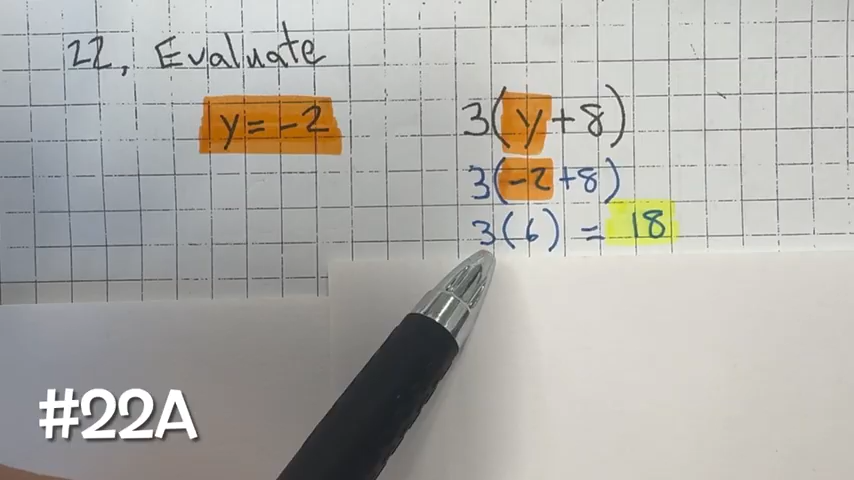 22. Evaluate
y = -2
3(y+8)
3(-2+8)
3(6) = 18
#22A